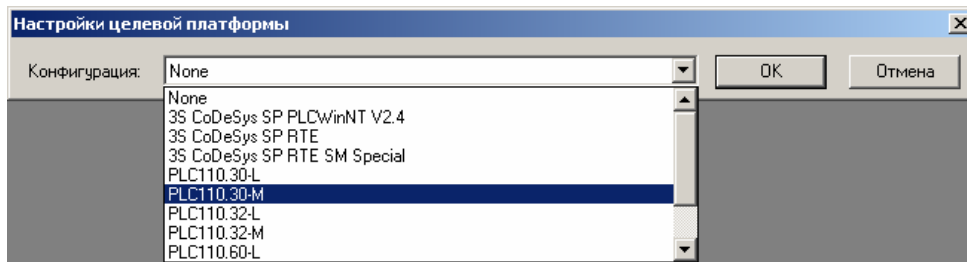 Настройки целевой платформы
Конфигурация: None OK Отмена
None
3S CoDeSys SP PLCWinNT V2.4
3S CoDeSys SP RTE
3S CoDeSys SP RTE SM Special
PLC110.30-L
PLC110.30-M
PLC110.32-L
PLC110.32-M
PLC110.60-L